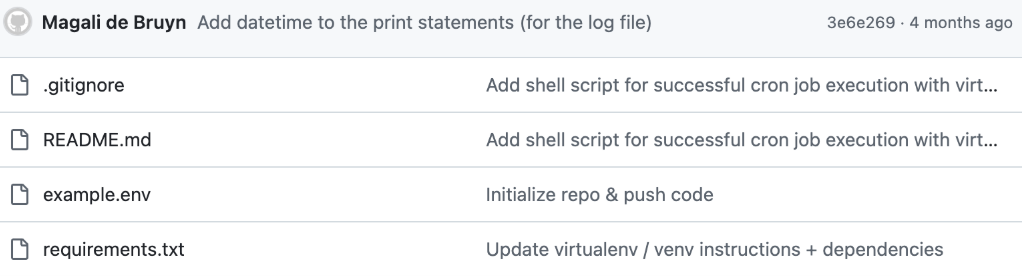 Magali de Bruyn Add datetime to the print statements (for the log file) 3e6e269 · 4 months ago
.gitignore Add shell script for successful cron job execution with virt...
README.md Add shell script for successful cron job execution with virt...
example.env Initialize repo & push code
requirements.txt Update virtualenv / venv instructions + dependencies